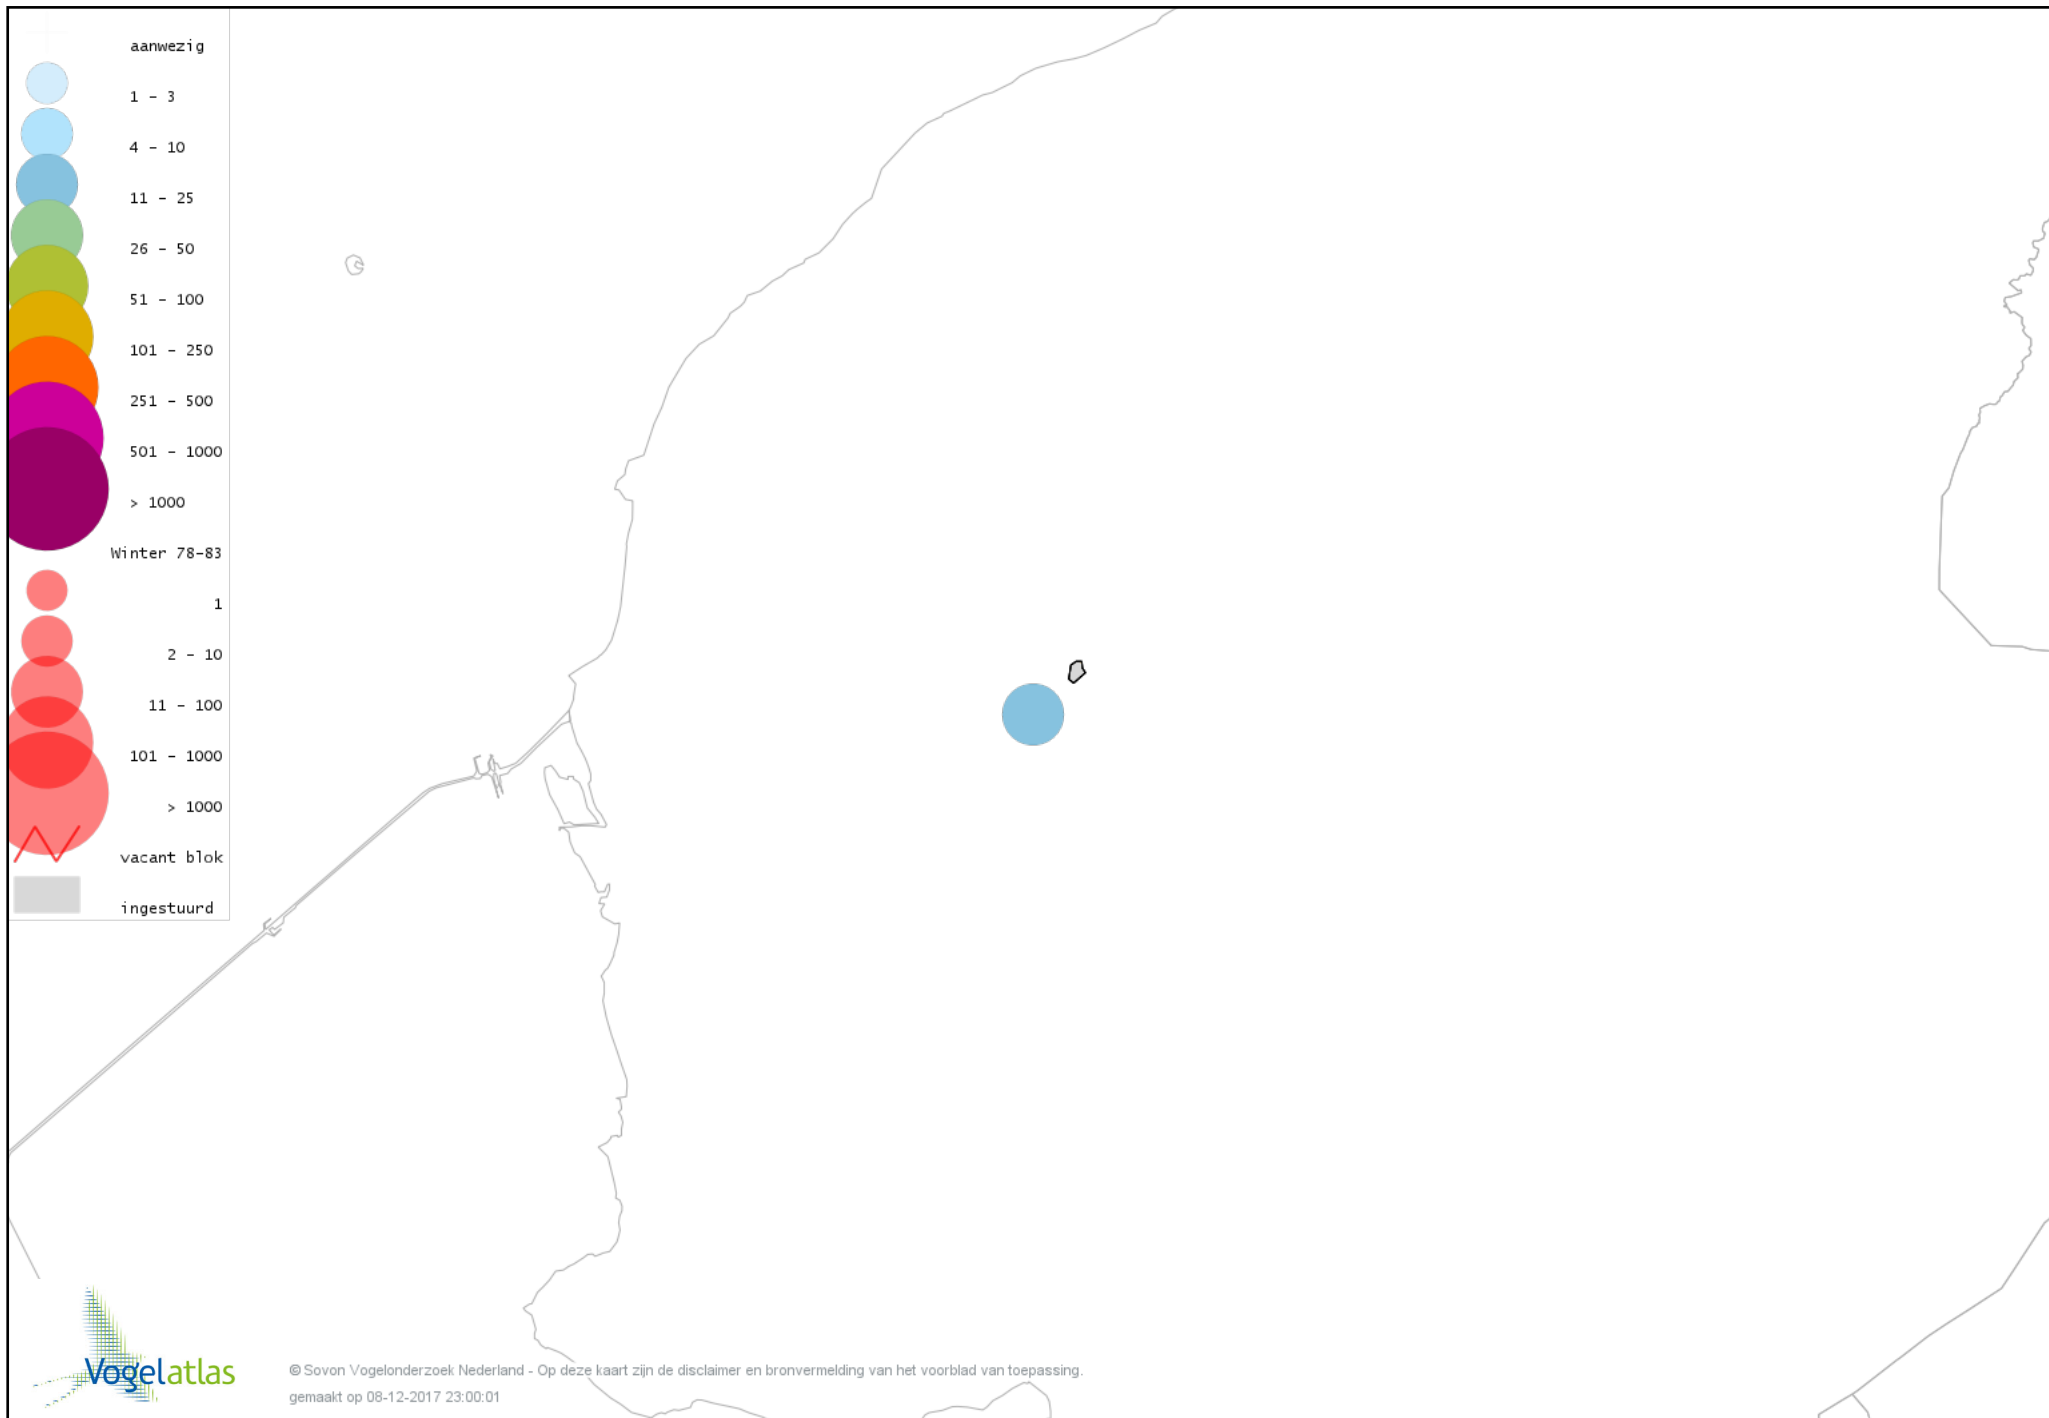 aanwezig
1 - 3
4 - 10
11 - 25
26 - 50
51 - 100
101 - 250
251 - 500
501 - 1000
> 1000
Winter 78-83
1
2 - 10
11 - 100
101 - 1000
> 1000
vacant blok
ingestuurd
Vogelatlas
© Sovon Vogelonderzoek Nederland - Op deze kaart zijn de disclaimer en bronvermelding van het voorblad van toepassing.
gemaakt op 08-12-2017 23:00:01